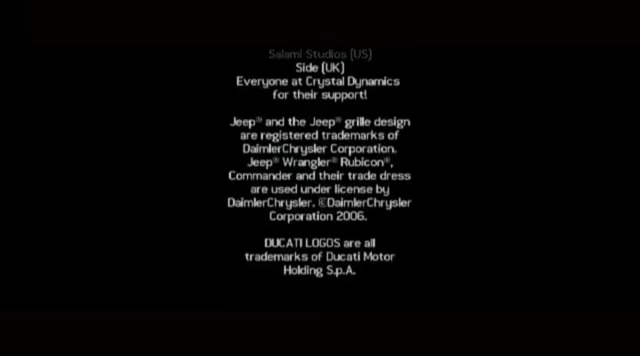 Salami Studios (US)
Side (UK)
Everyone at Crystal Dynamics
for their support!
Jeep® and the Jeep® grille design
are registered trademarks of
DaimlerChrysler Corporation.
Jeep® Wrangler® Rubicon®,
Commander and their trade dress
are used under license by
DaimlerChrysler. ©DaimlerChrysler
Corporation 2006.
DUCATI LOGOS are all
trademarks of Ducati Motor
Holding S.p.A.